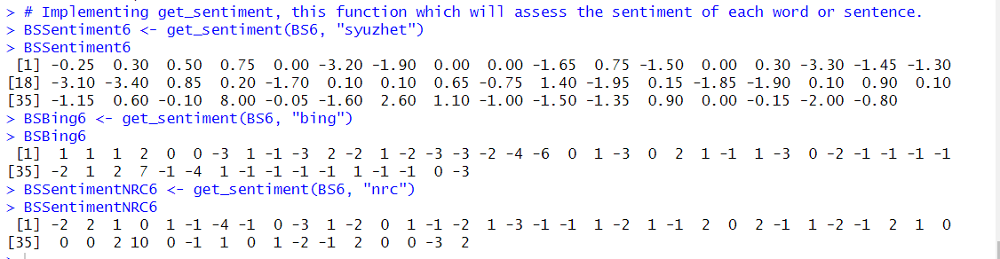 > # Implementing get_sentiment, this function which will assess the sentiment of each word or sentence.
> BSSentiment6 <- get_sentiment(BS6, "syuzhet")
> BSSentiment6
[1] -0.25 0.30 0.50 0.75 0.00 -3.20 -1.90 0.00 0.00 -1.65 0.75 -1.50 0.00 0.30 -3.30 -1.45 -1.30
[18] -3.10 -3.40 0.85 0.20 -1.70 0.10 0.10 0.65 -0.75 1.40 -1.95 0.15 -1.85 -1.90 0.10 0.90 0.10
[35] -1.15 0.60 -0.10 8.00 -0.05 -1.60 2.60 1.10 -1.00 -1.50 -1.35 0.90 0.00 -0.15 -2.00 -0.80
> BSBing6 <- get_sentiment(BS6, "bing")
> BSBing6
[1] 1 1 1 2 0 0 -3 1 -1 -3 2 -2 1 -2 -3 -3 -2 -4 -6 0 1 -3 0 2 1 -1 1 -3 0 -2 -1 -1 -1 -1
[35] -2 1 2 7 -1 -4 1 -1 -1 -1 -1 1 -1 -1 0 -3
> BSSentimentNRC6 <- get_sentiment(BS6, "nrc")
> BSSentimentNRC6
[1] -2 2 1 0 1 -1 -4 -1 0 -3 1 -2 0 1 -1 -2 1 -3 -1 -1 1 -2 1 -1 2 0 2 -1 1 -2 -1 2 1 0
[35] 0 0 2 10 0 -1 1 0 1 -2 -1 2 0 0 -3 2
>